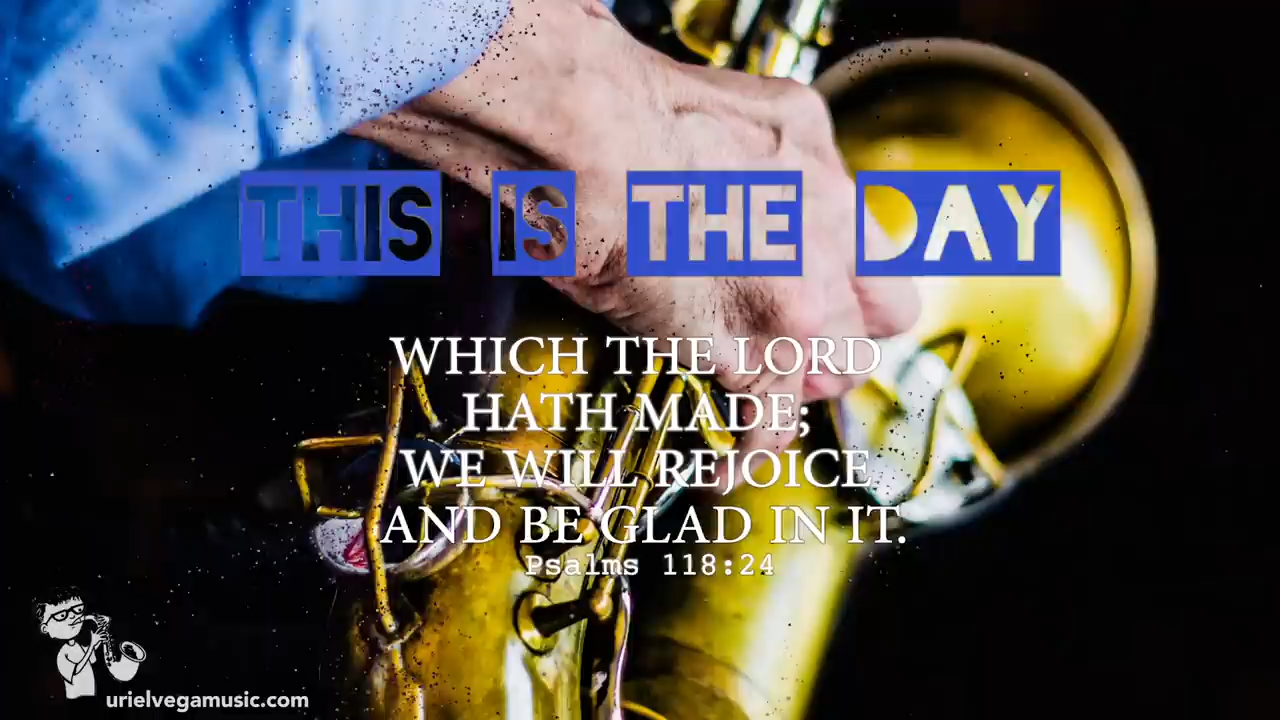 THIS IS THE DAY
WHICH THE LORD
HATH MADE;
WE WILL REJOICE
AND BE GLAD IN IT.
Psalms 118:24
urielvegamusic.com